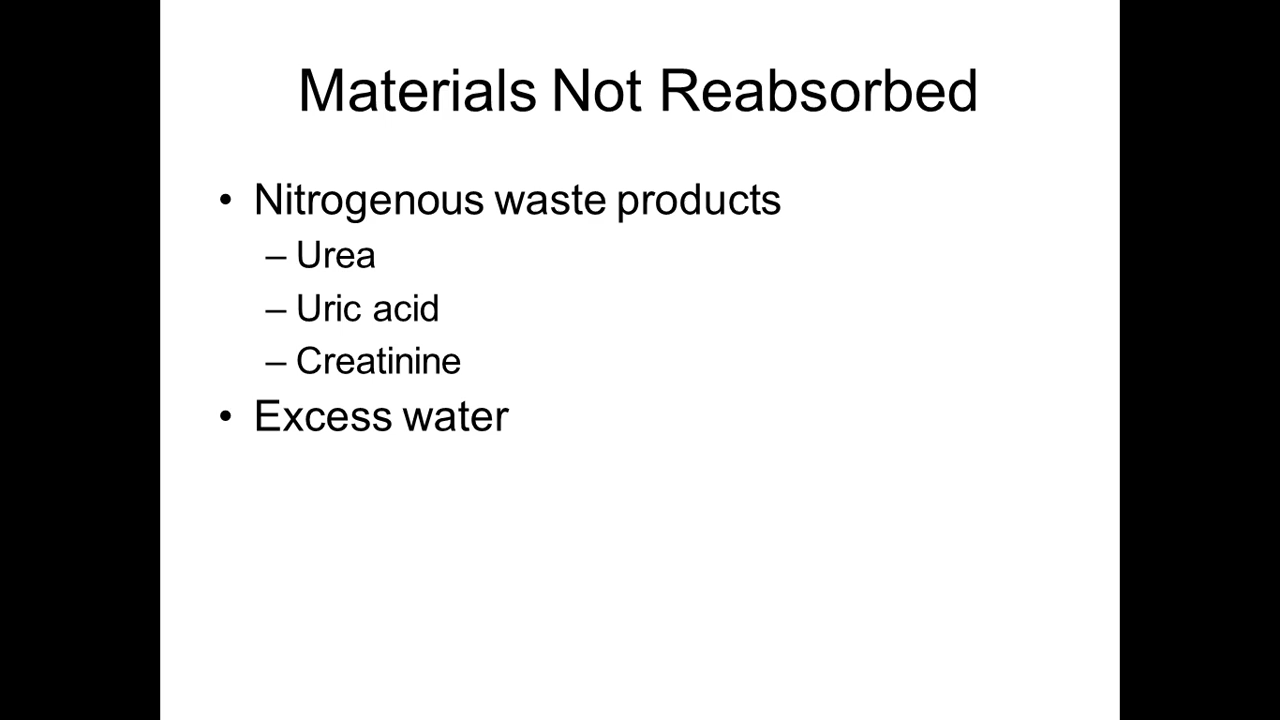 Materials Not Reabsorbed
• Nitrogenous waste products
– Urea
– Uric acid
– Creatinine
• Excess water